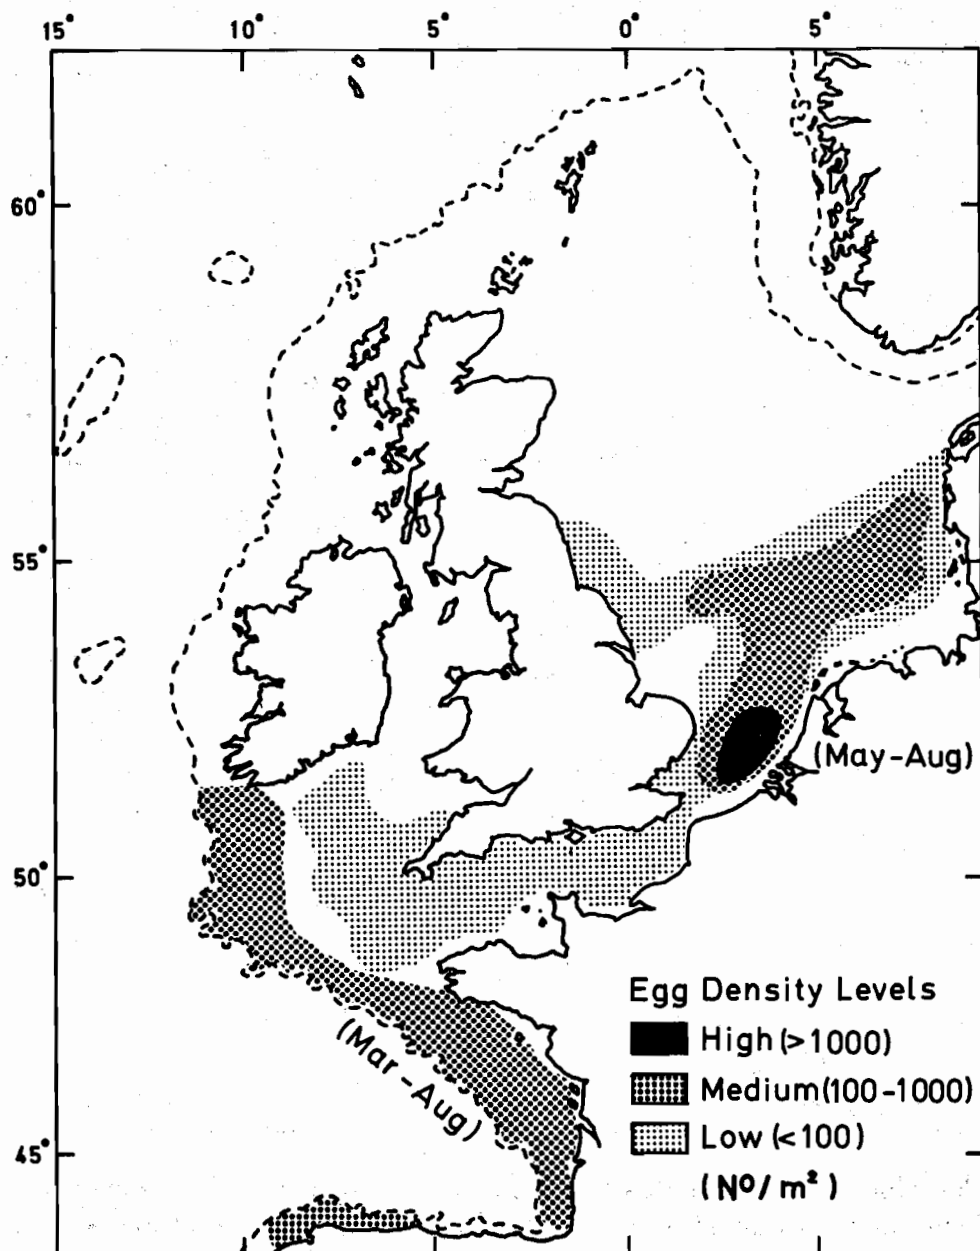 15° 10° 5° 0° 5°
60°
55°
(May-Aug)
50°
Egg Density Levels
(Mar-Aug)
High (>1000)
Medium (100-1000)
Low (<100)
45°
(Nº/m²)